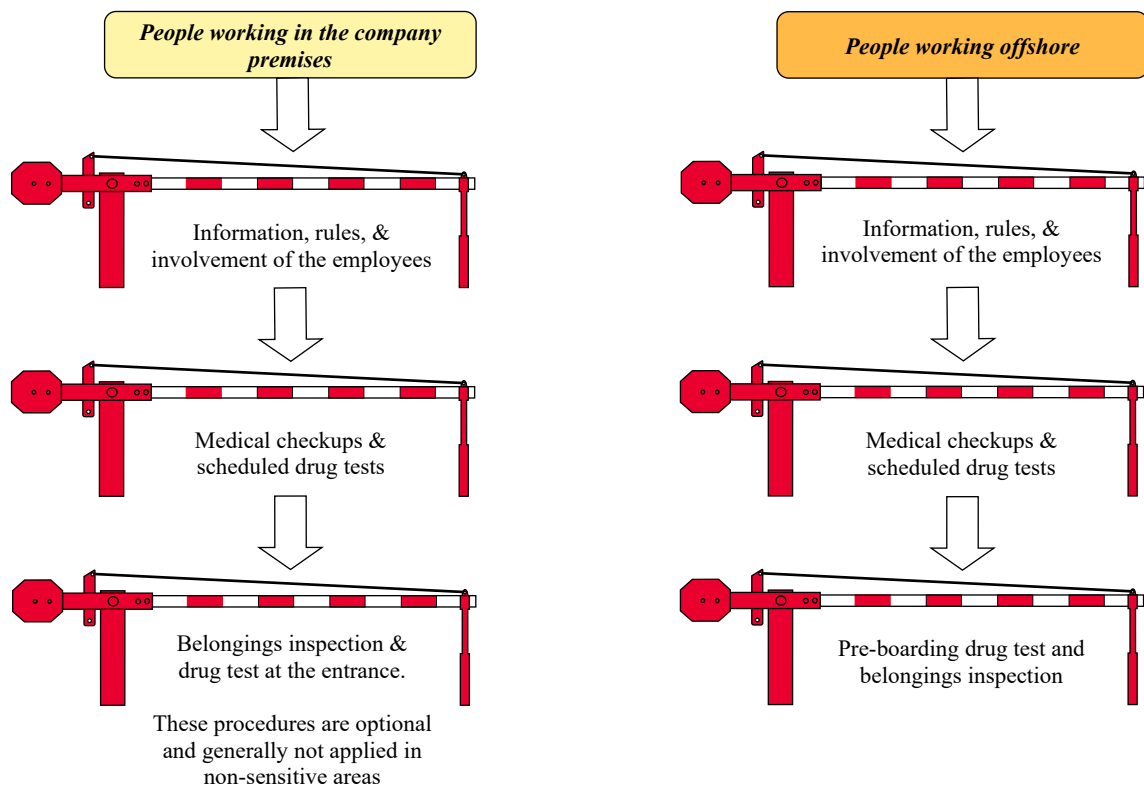 People working in the company
premises
Information, rules, &
involvement of the employees
Medical checkups &
scheduled drug tests
Belongings inspection &
drug test at the entrance.
These procedures are optional
and generally not applied in
non-sensitive areas
People working offshore
Information, rules, &
involvement of the employees
Medical checkups &
scheduled drug tests
Pre-boarding drug test and
belongings inspection